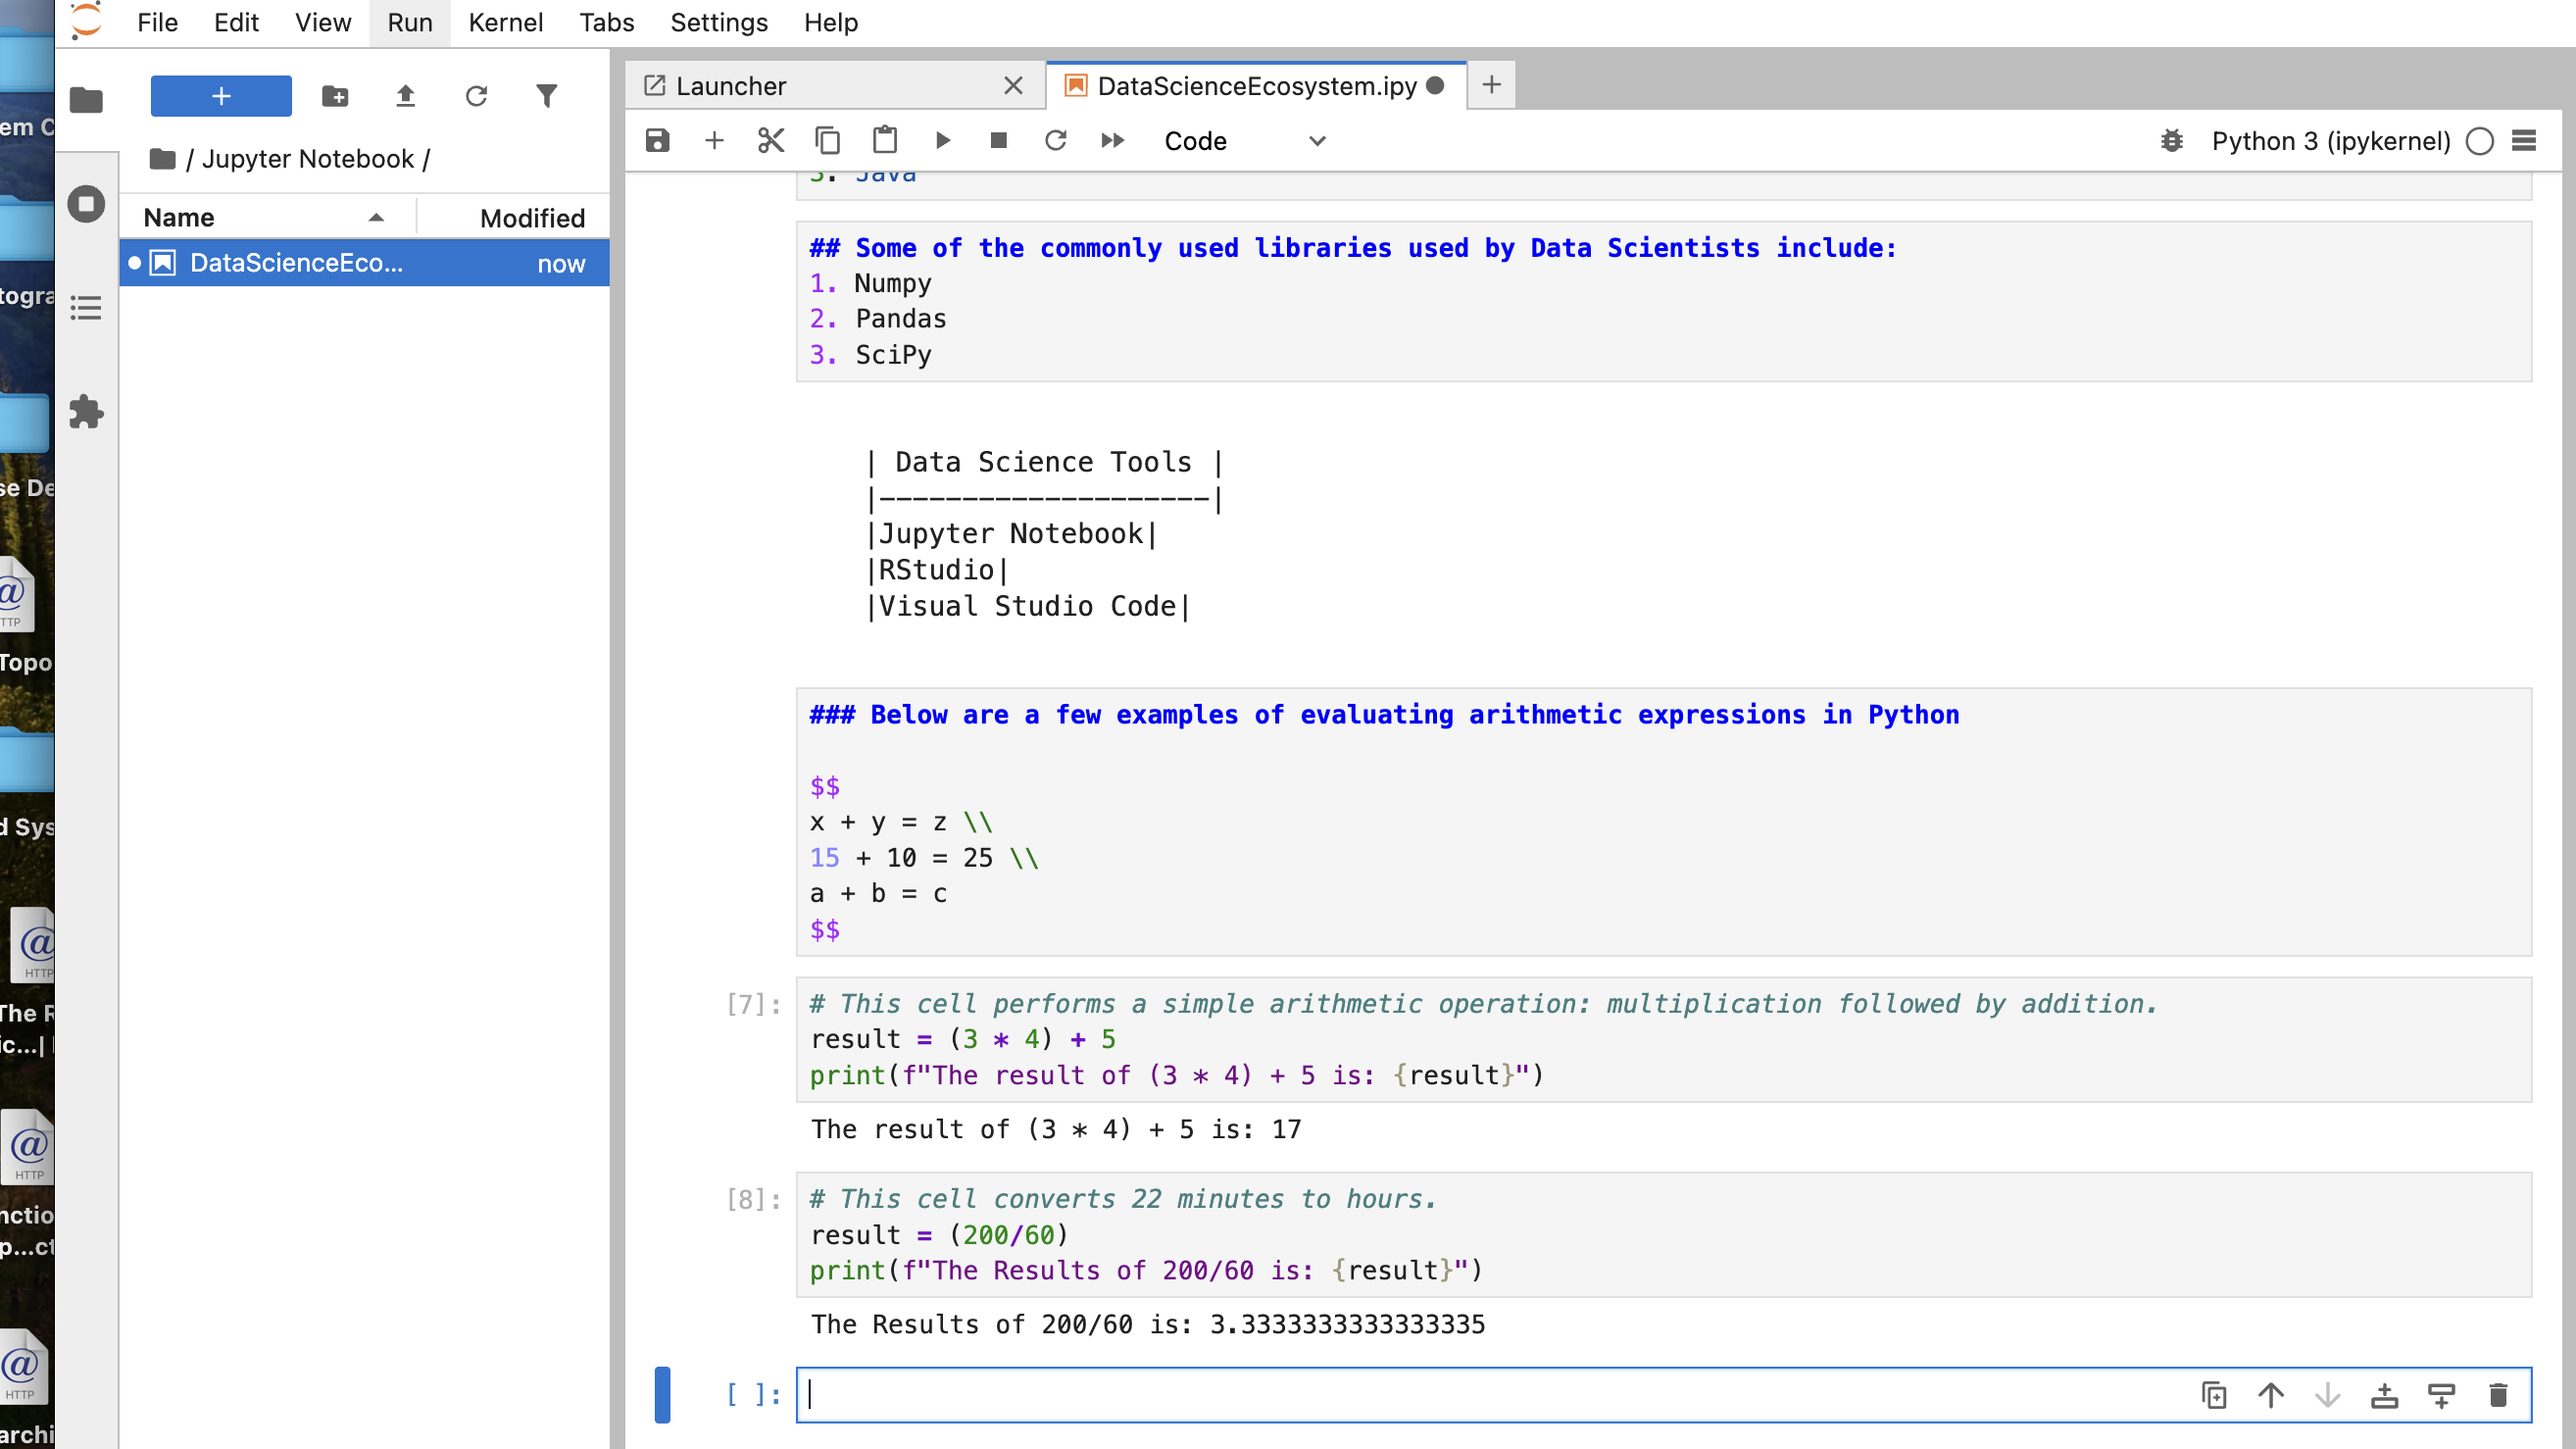 File Edit View Run Kernel Tabs Settings Help
/ Jupyter Notebook /
Name Modified
DataScienceEco... now
Launcher
DataScienceEcosystem.ipy
Code
Python 3 (ipykernel)
3. Java
## Some of the commonly used libraries used by Data Scientists include:
1. Numpy
2. Pandas
3. SciPy
| Data Science Tools |
|--------------------|
|Jupyter Notebook|
|RStudio|
|Visual Studio Code|
### Below are a few examples of evaluating arithmetic expressions in Python
$$
x + y = z \\
15 + 10 = 25 \\
a + b = c
$$
[7]: # This cell performs a simple arithmetic operation: multiplication followed by addition.
result = (3 * 4) + 5
print(f"The result of (3 * 4) + 5 is: {result}")
The result of (3 * 4) + 5 is: 17
[8]: # This cell converts 22 minutes to hours.
result = (200/60)
print(f"The Results of 200/60 is: {result}")
The Results of 200/60 is: 3.3333333333333335
[ ]:
em C
togra
se De
TTP
Topo
d Sys
HTTP
The R
ic...|
HTTP
nctio
p...ct
HTTP
archi